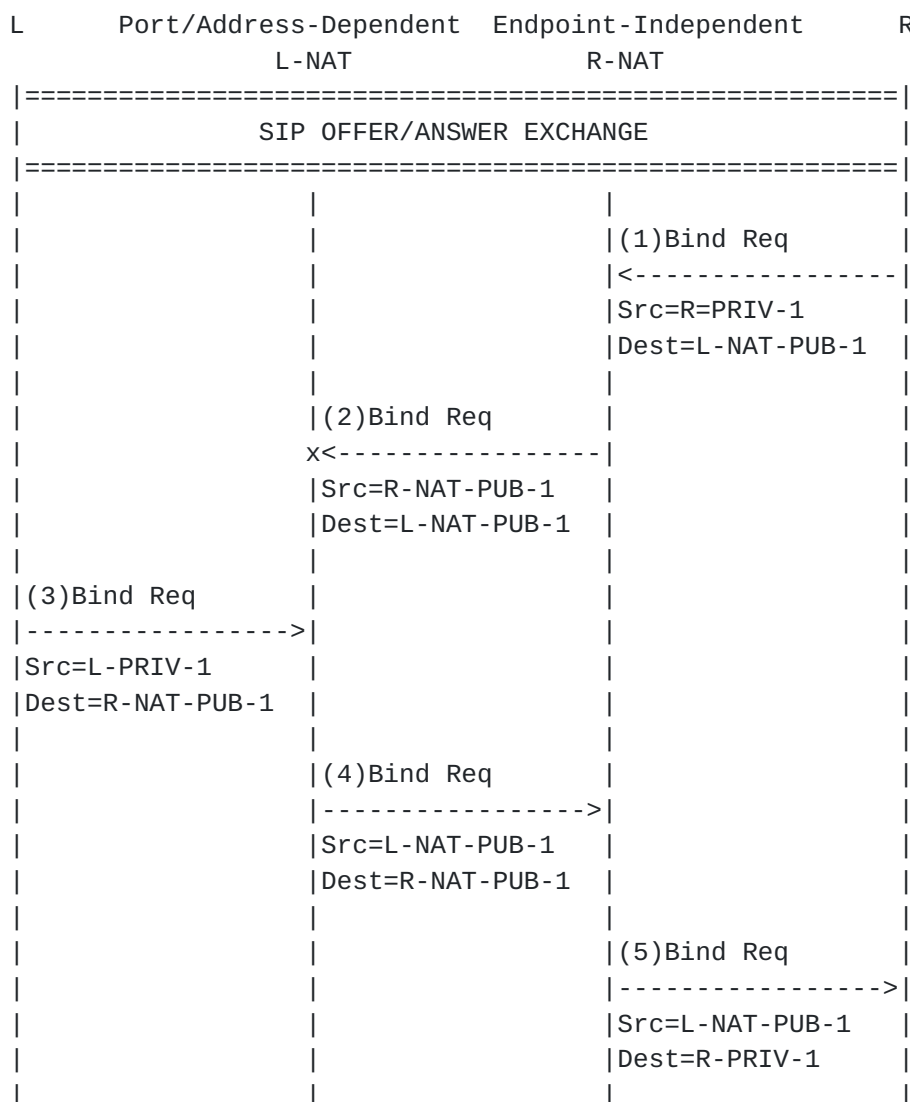 L      Port/Address-Dependent  Endpoint-Independent      R
                 L-NAT               R-NAT
|========================================================|
|               SIP OFFER/ANSWER EXCHANGE                |
|========================================================|
|                  |                  |                  |
|                  |                  |(1)Bind Req       |
|                  |                  |<-----------------|
|                  |                  |Src=R=PRIV-1      |
|                  |                  |Dest=L-NAT-PUB-1  |
|                  |                  |                  |
|                  |(2)Bind Req       |                  |
|                  x<-----------------|                  |
|                  |Src=R-NAT-PUB-1   |                  |
|                  |Dest=L-NAT-PUB-1  |                  |
|                  |                  |                  |
|(3)Bind Req       |                  |                  |
|----------------->|                  |                  |
|Src=L-PRIV-1      |                  |                  |
|Dest=R-NAT-PUB-1  |                  |                  |
|                  |                  |                  |
|                  |(4)Bind Req       |                  |
|                  |----------------->|                  |
|                  |Src=L-NAT-PUB-1   |                  |
|                  |Dest=R-NAT-PUB-1  |                  |
|                  |                  |                  |
|                  |                  |(5)Bind Req       |
|                  |                  |----------------->|
|                  |                  |Src=L-NAT-PUB-1   |
|                  |                  |Dest=R-PRIV-1     |
|                  |                  |                  |